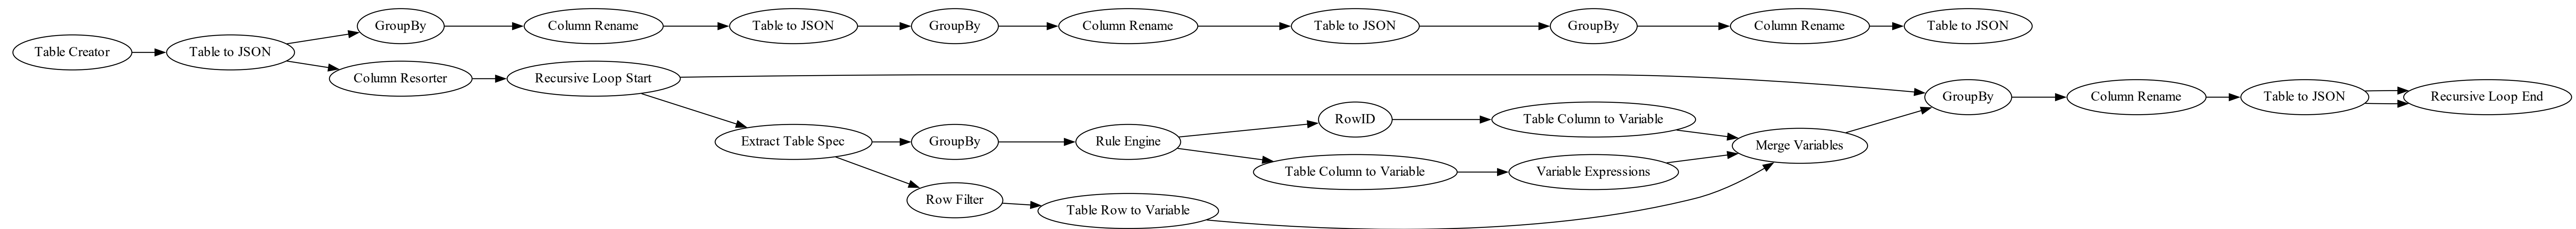 GroupBy
Column Rename
Table to JSON
GroupBy
Column Rename
Table to JSON
GroupBy
Column Rename
Table to JSON
Table Creator
Table to JSON
Column Resorter
Recursive Loop Start
GroupBy
Column Rename
Table to JSON
Recursive Loop End
Extract Table Spec
GroupBy
Rule Engine
RowID
Table Column to Variable
Merge Variables
Table Column to Variable
Variable Expressions
Row Filter
Table Row to Variable